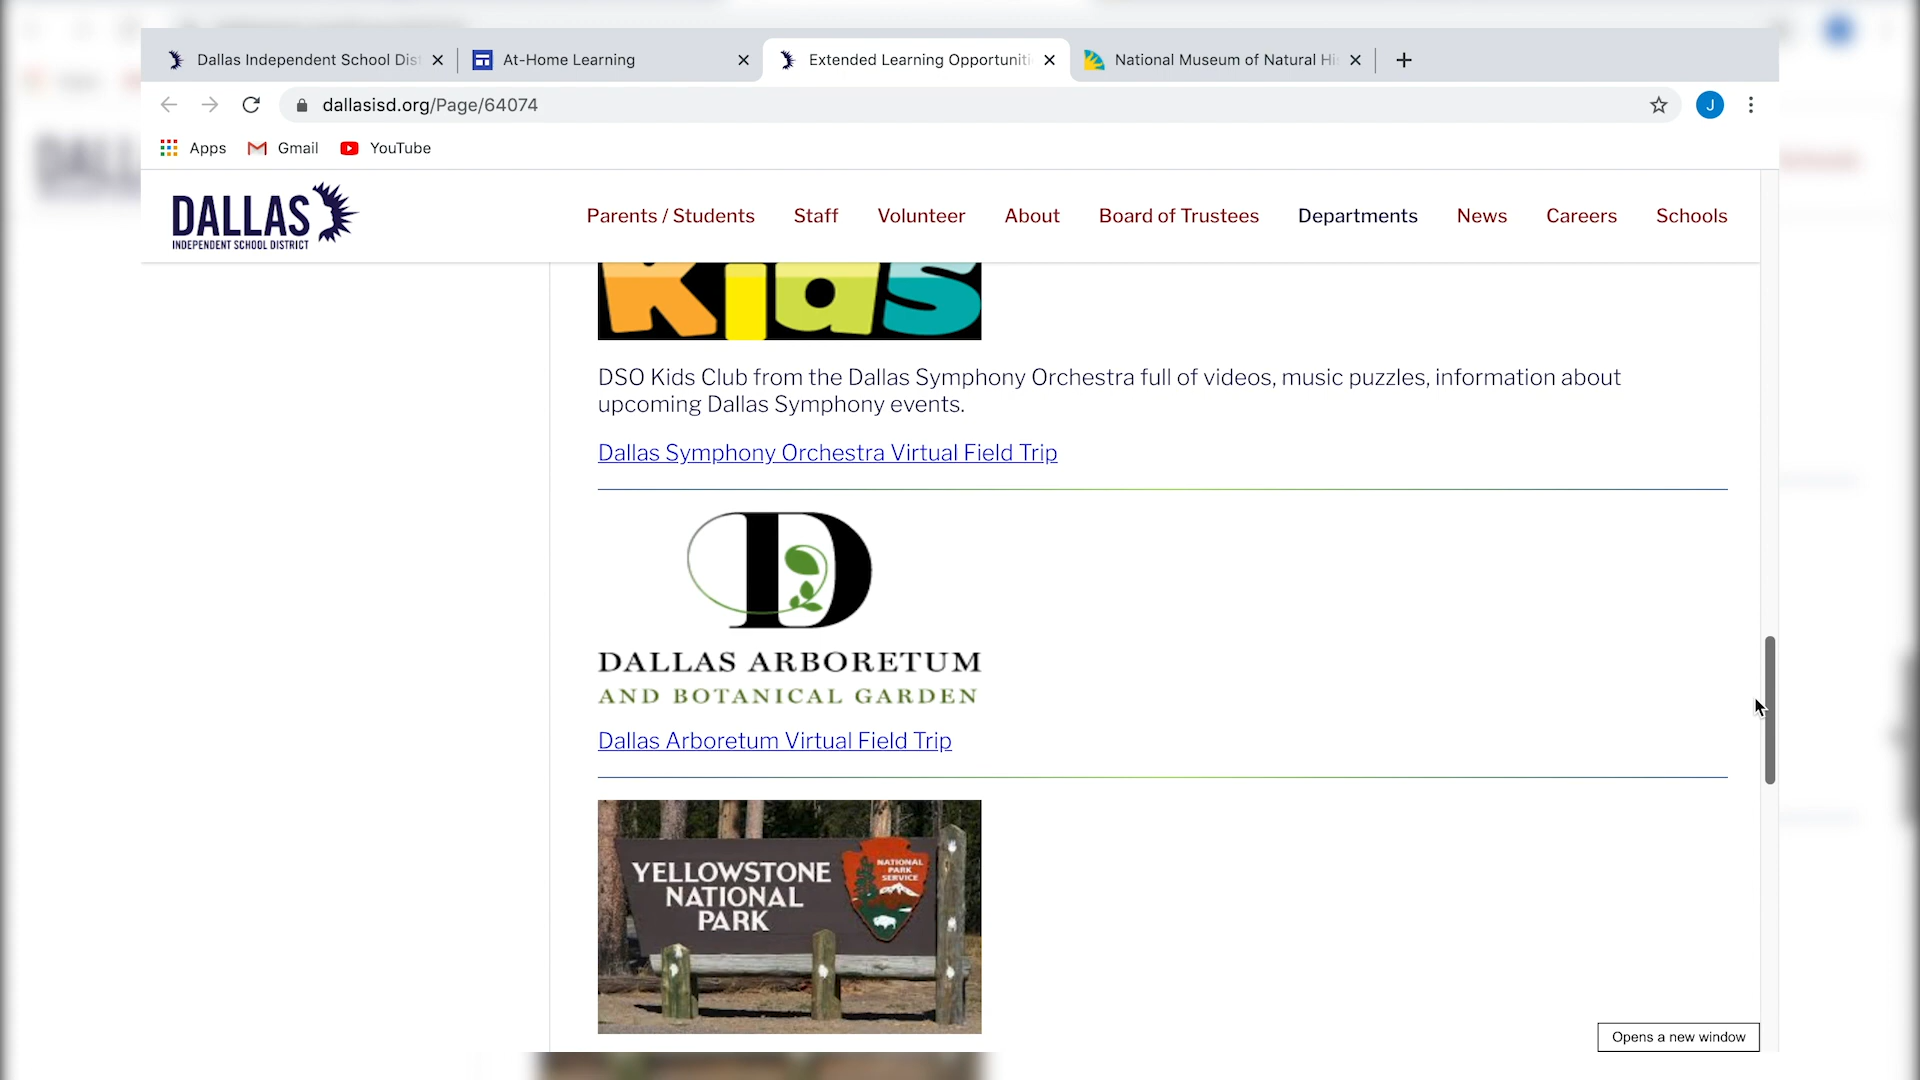 Dallas Independent School Dis
At-Home Learning
Extended Learning Opportuniti
National Museum of Natural Hi
dallasisd.org/Page/64074
J
Apps
Gmail
YouTube
DALLAS
INDEPENDENT SCHOOL DISTRICT
Parents / Students
Staff
Volunteer
About
Board of Trustees
Departments
News
Careers
Schools
kids
DSO Kids Club from the Dallas Symphony Orchestra full of videos, music puzzles, information about
upcoming Dallas Symphony events.
Dallas Symphony Orchestra Virtual Field Trip
D
DALLAS ARBORETUM
AND BOTANICAL GARDEN
Dallas Arboretum Virtual Field Trip
YELLOWSTONE
NATIONAL
PARK
NATIONAL
PARK
SERVICE
Opens a new window